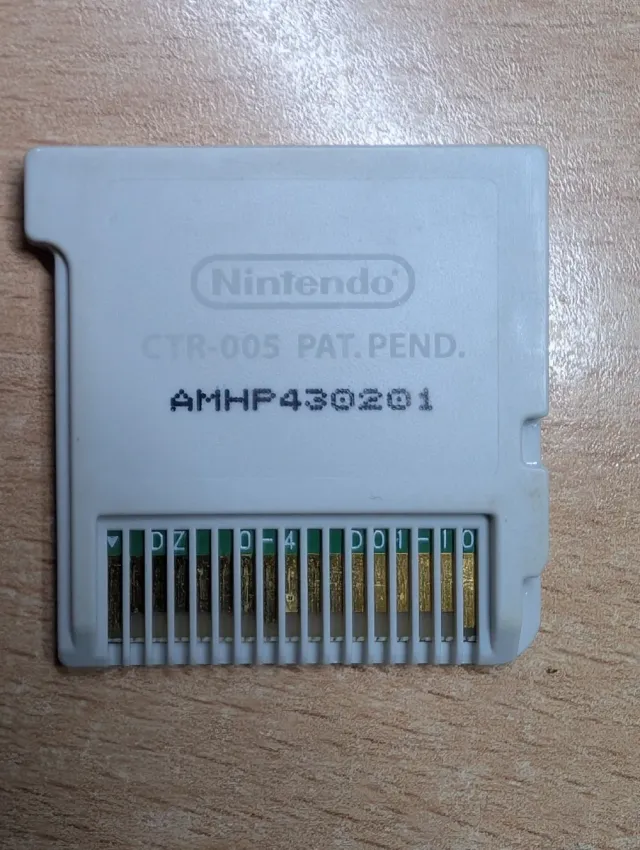 Nintendo®
CTR-005 PAT. PEND.
AMHP430201